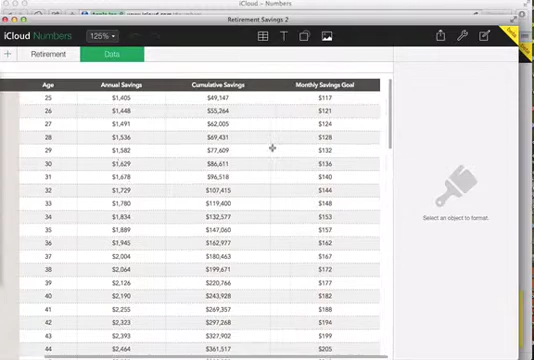 iCloud – Numbers
Retirement Savings 2
iCloud Numbers 125%
beta
Retirement Data
Age Annual Savings Cumulative Savings Monthly Savings Goal
25 $1,405 $49,147 $117
26 $1,448 $55,264 $121
27 $1,491 $62,005 $124
28 $1,536 $69,431 $128
29 $1,582 $77,609 $132
30 $1,629 $86,611 $136
31 $1,678 $96,518 $140
32 $1,729 $107,415 $144
33 $1,780 $119,400 $148
34 $1,834 $132,577 $153
35 $1,889 $147,060 $157
36 $1,945 $162,977 $162
37 $2,004 $180,463 $167
38 $2,064 $199,671 $172
39 $2,126 $220,766 $177
40 $2,190 $243,928 $182
41 $2,255 $269,357 $188
42 $2,323 $297,268 $194
43 $2,393 $327,902 $199
44 $2,464 $361,517 $205
Select an object to format.